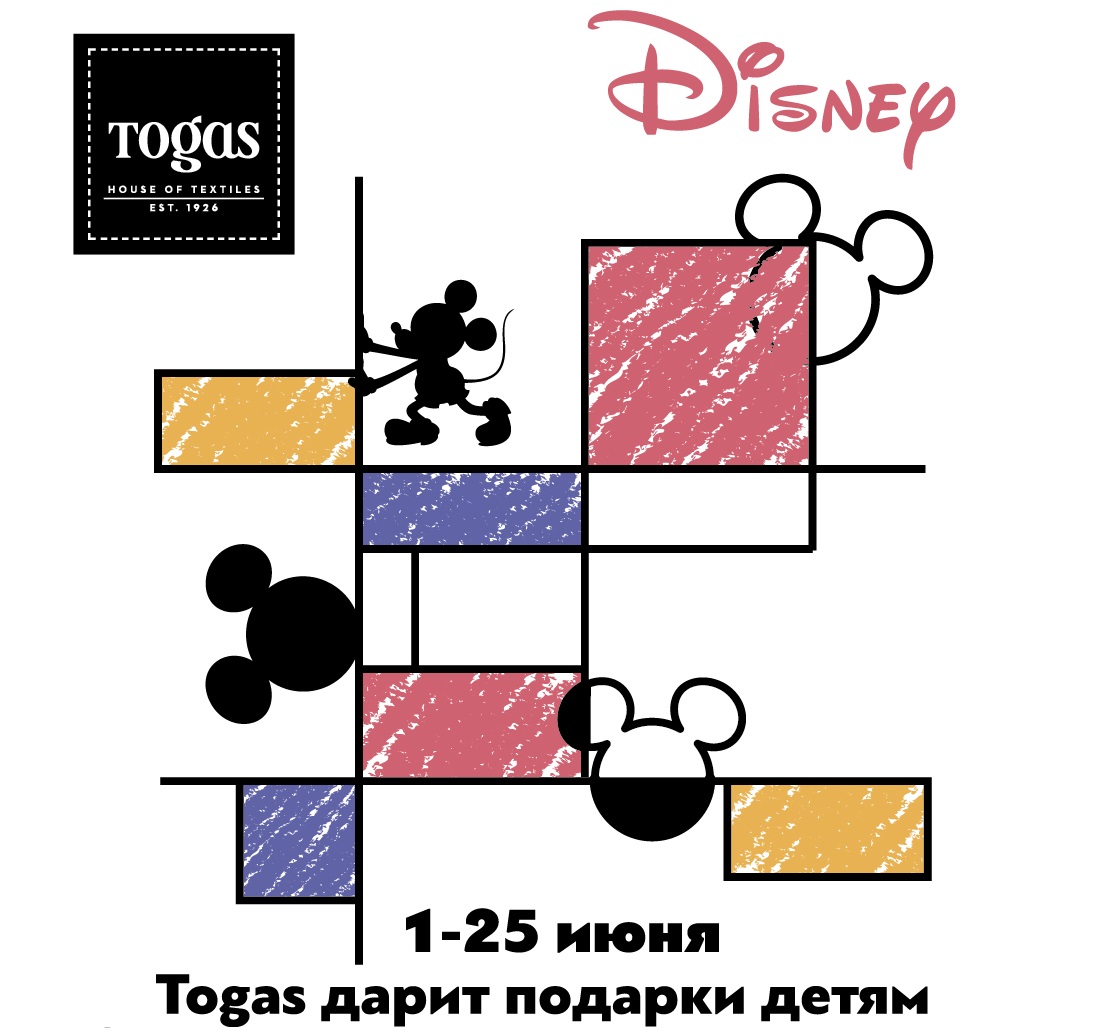 Togas
HOUSE OF TEXTILES
EST. 1926
Disney
1-25 июня
Togas дарит подарки детям